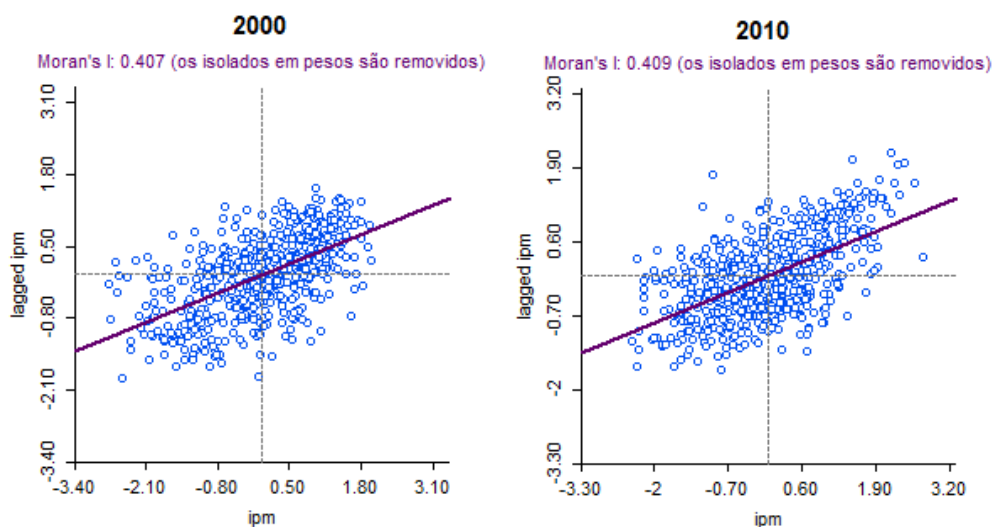 2000
Moran's I: 0.407 (os isolados em pesos são removidos)
3.10
1.80
0.50
-0.80
-2.10
-3.40
lagged ipm
-3.40 -2.10 -0.80 0.50 1.80 3.10
ipm
2010
Moran's I: 0.409 (os isolados em pesos são removidos)
3.20
1.90
0.60
-0.70
-2
-3.30
lagged ipm
-3.30 -2 -0.70 0.60 1.90 3.20
ipm